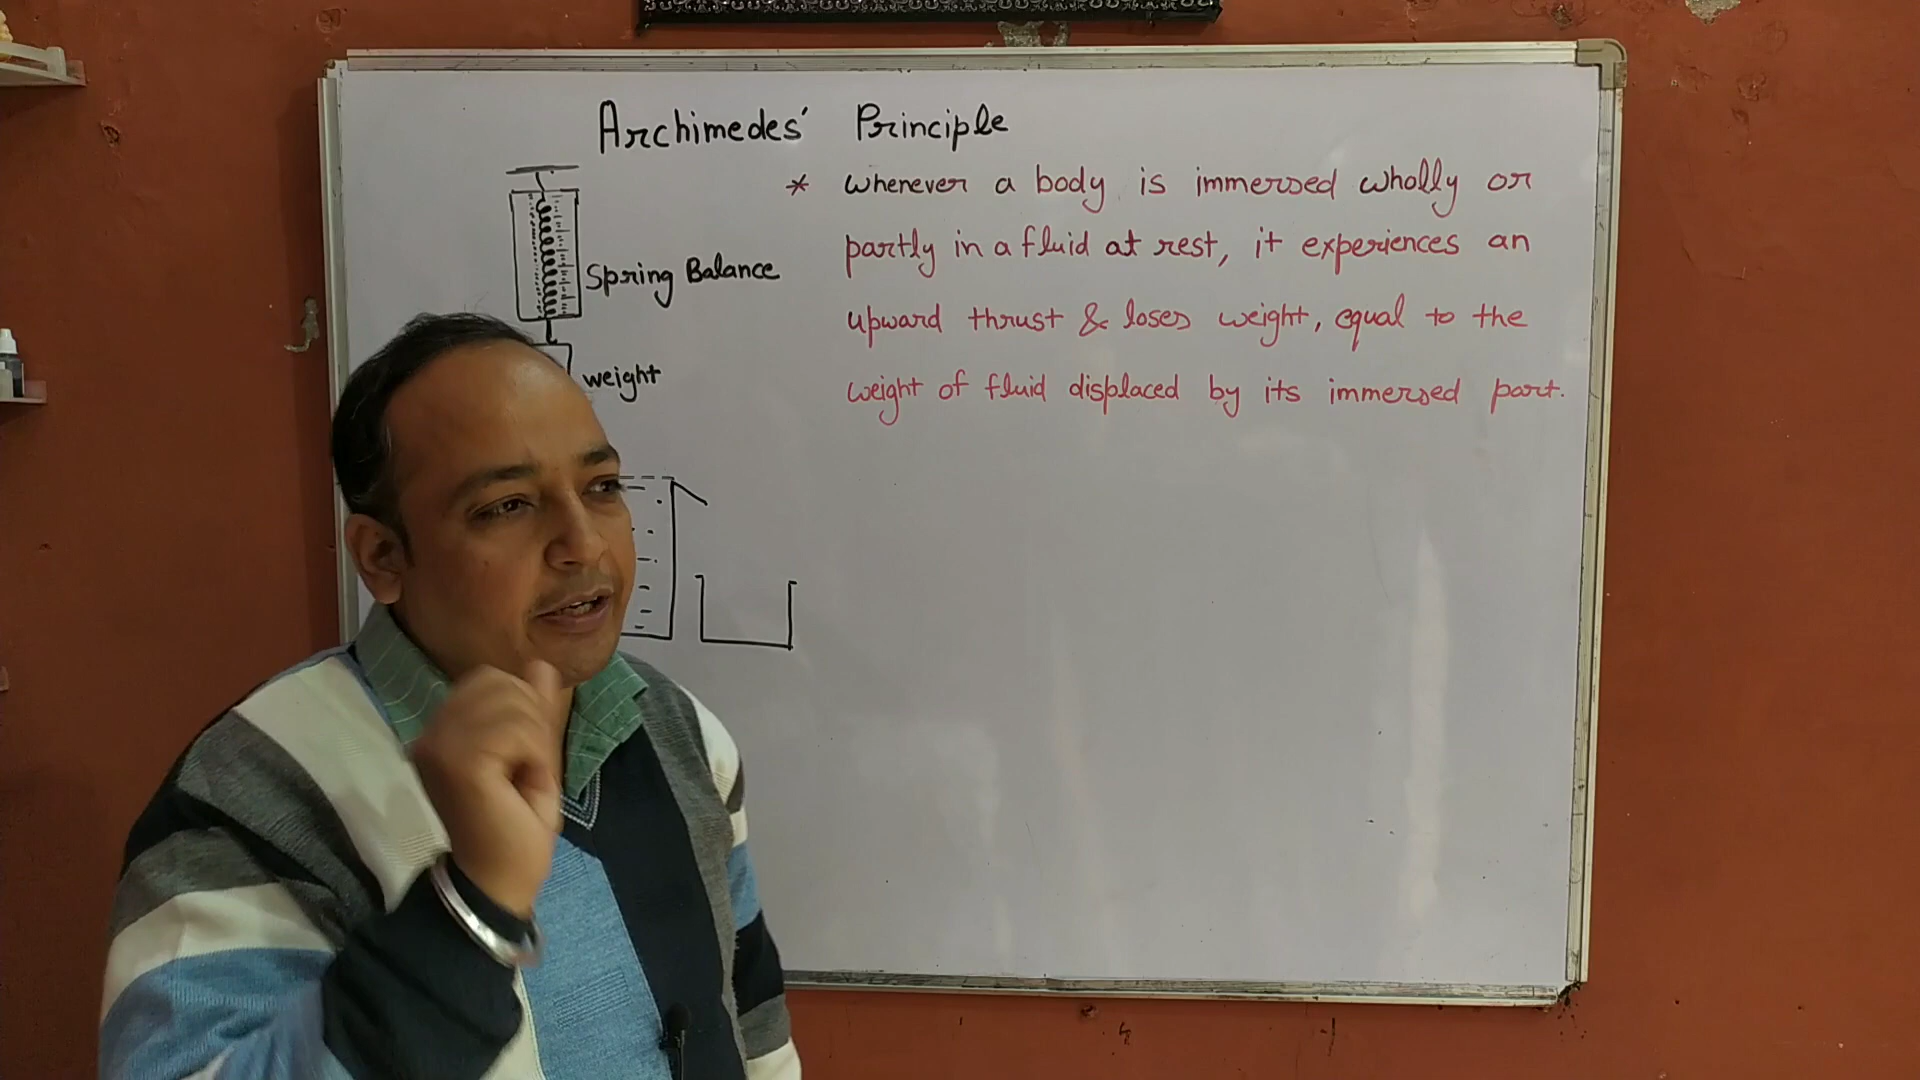 Archimedes' Principle
* whenever a body is immersed wholly or
partly in a fluid at rest, it experiences an
upward thrust & loses weight, equal to the
weight of fluid displaced by its immersed part.
Spring Balance
weight